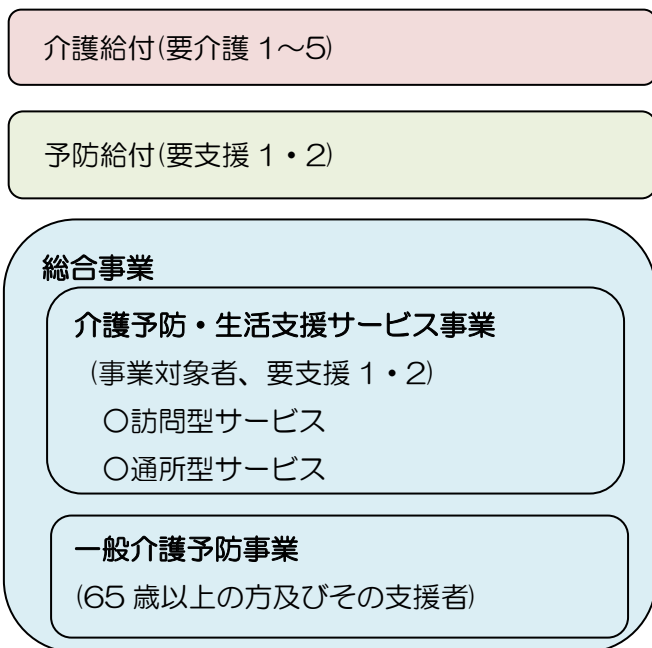 介護給付(要介護 1～5)
予防給付(要支援 1・2)
総合事業
介護予防・生活支援サービス事業
(事業対象者、要支援 1・2)
○訪問型サービス
○通所型サービス
一般介護予防事業
(65 歳以上の方及びその支援者)